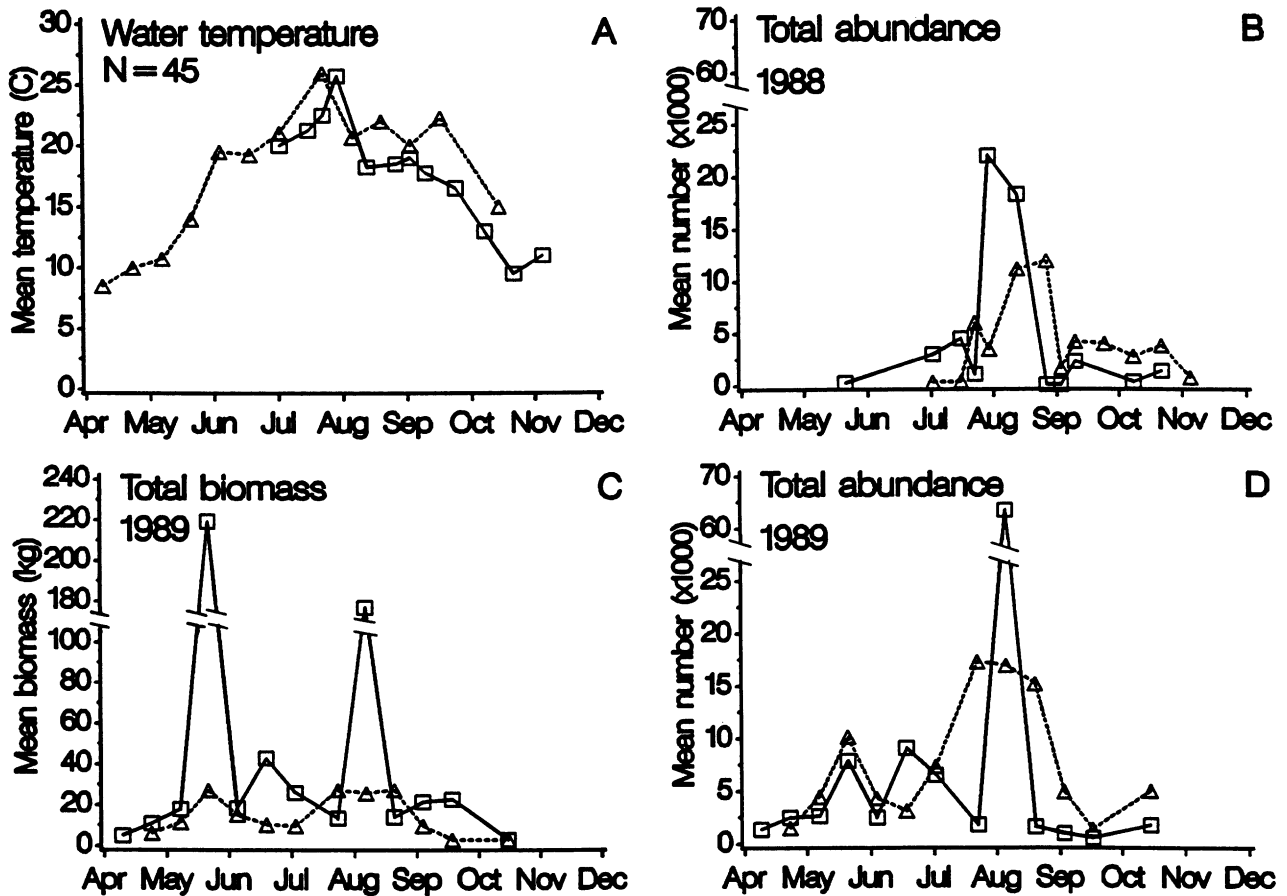 Water temperature
N=45
A
Mean temperature (C)
30
25
20
15
10
5
0
Apr May Jun Jul Aug Sep Oct Nov Dec
Total abundance
1988
B
Mean number (x1000)
70
60
25
20
15
10
5
0
Apr May Jun Jul Aug Sep Oct Nov Dec
Total biomass
1989
C
Mean biomass (kg)
240
220
200
180
100
80
60
40
20
0
Apr May Jun Jul Aug Sep Oct Nov Dec
Total abundance
1989
D
Mean number (x1000)
70
60
25
20
15
10
5
0
Apr May Jun Jul Aug Sep Oct Nov Dec